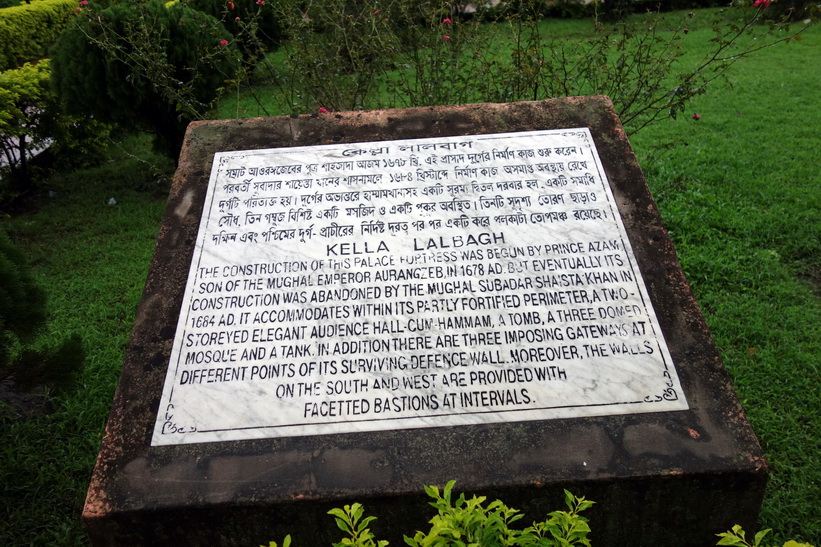 কেল্লা লালবাগ
সম্রাট আওরঙ্গজেবের পুত্র শাহজাদা আজম ১৬৭৮ খ্রি. এই প্রাসাদ দুর্গের নির্মাণ কাজ শুরু করেন।
পরবর্তী সুবাদার শায়েস্তা খানের শাসনামলে ১৬৮৪ খ্রিস্টাব্দে নির্মাণ কাজ অসমাপ্ত অবস্থায় রেখে
দুর্গটি পরিত্যক্ত হয়। দুর্গের অভ্যন্তরে হাম্মামখানাসহ একটি সুরম্য দ্বিতল দরবার হল, একটি সমাধি
সৌধ, তিন গম্বুজ বিশিষ্ট একটি মসজিদ ও একটি পুকুর অবস্থিত। তিনটি সুদৃশ্য তোরণ ছাড়াও
দক্ষিণ এবং পশ্চিমের দুর্গ-প্রাচীরের নির্দিষ্ট দূরত্ব পর পর একটি করে পলকাটা তোপমঞ্চ রয়েছে।
KELLA LALBAGH
THE CONSTRUCTION OF THIS PALACE FORTRESS WAS BEGUN BY PRINCE AZAM
SON OF THE MUGHAL EMPEROR AURANGZEB, IN 1678 AD. BUT EVENTUALLY ITS
CONSTRUCTION WAS ABANDONED BY THE MUGHAL SUBADAR SHAISTA KHAN IN
1684 AD. IT ACCOMMODATES WITHIN ITS PARTLY FORTIFIED PERIMETER, A TWO
STOREYED ELEGANT AUDIENCE HALL-CUM-HAMMAM, A TOMB, A THREE DOMED
MOSQUE AND A TANK. IN ADDITION THERE ARE THREE IMPOSING GATEWAYS AT
DIFFERENT POINTS OF ITS SURVIVING DEFENCE WALL. MOREOVER, THE WALLS
ON THE SOUTH AND WEST ARE PROVIDED WITH
FACETTED BASTIONS AT INTERVALS.